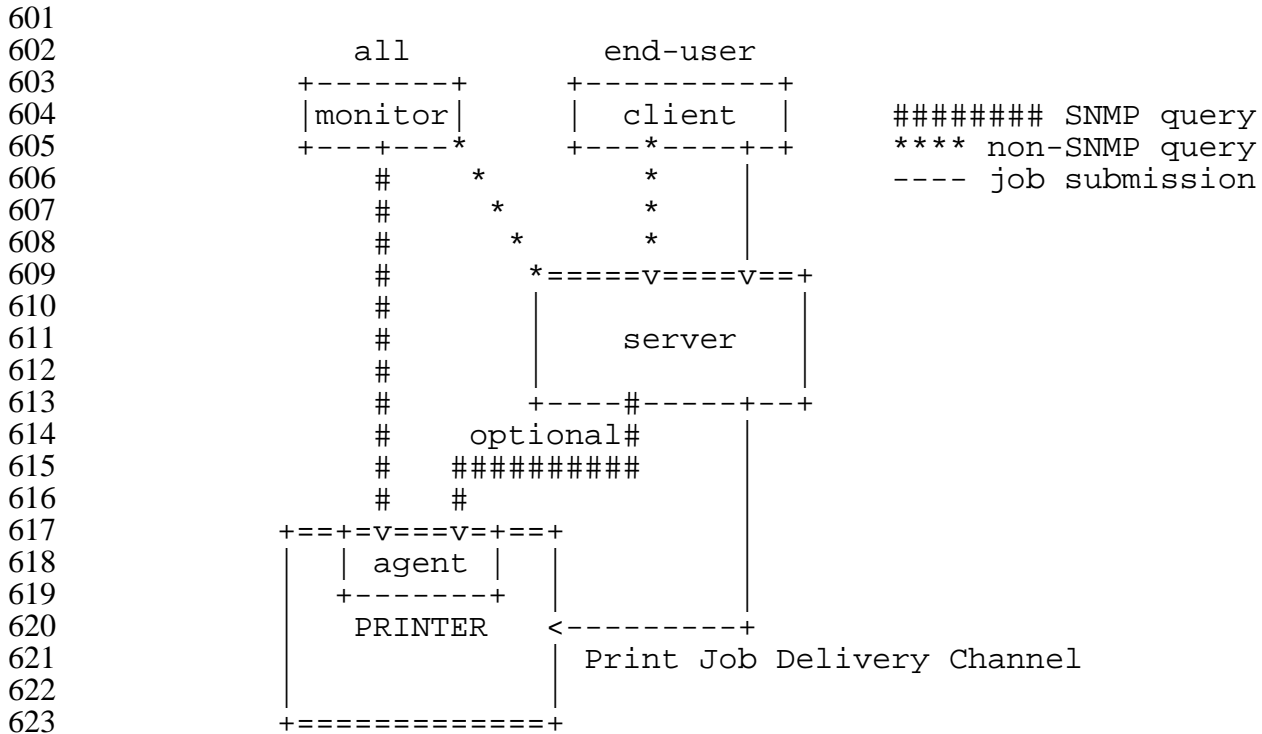 601
602                all             end-user
603             +-------+      +----------+
604             |monitor|      |  client  |     ######## SNMP query
605             +---+---*      +---*----+-+     **** non-SNMP query
606                 #    *         *    |       ---- job submission
607                 #     *        *    |
608                 #      *       *    |
609                 #       *=====v====v==+
610                 #       |             |
611                 #       |    server   |
612                 #       |             |
613                 #       +----#-----+--+
614                 #    optional#     |
615                 #   ##########     |
616                 #   #              |
617            +==+=v===v=+==+         |
618            |  | agent |  |         |
619            |  +-------+  |         |
620            |   PRINTER   <---------+
621            |             | Print Job Delivery Channel
622            |             |
623            +=============+